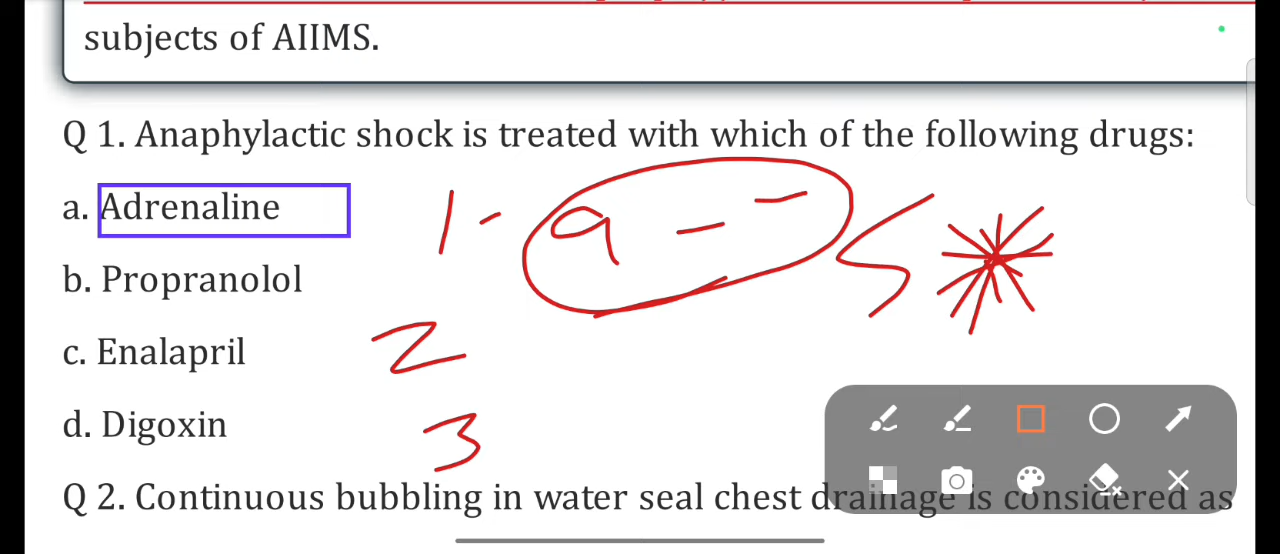 subjects of AIIMS.
Q 1. Anaphylactic shock is treated with which of the following drugs:
a. Adrenaline
1 - a - -
b. Propranolol
c. Enalapril
2
d. Digoxin
3
Q 2. Continuous bubbling in water seal chest drainage is considered as